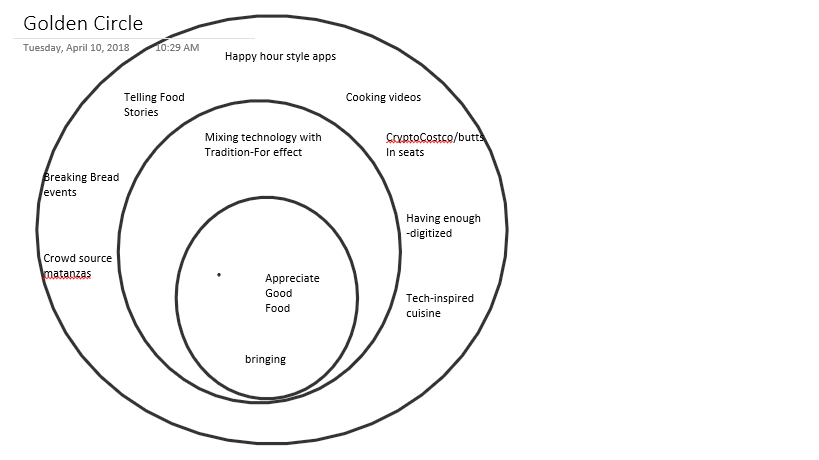 Golden Circle
Tuesday, April 10, 2018 10:29 AM
Happy hour style apps
Telling Food
Stories
Cooking videos
Mixing technology with
Tradition-For effect
CryptoCostco/butts
In seats
Breaking Bread
events
Having enough
-digitized
Crowd source
matanzas
Appreciate
Good
Food
Tech-inspired
cuisine
bringing